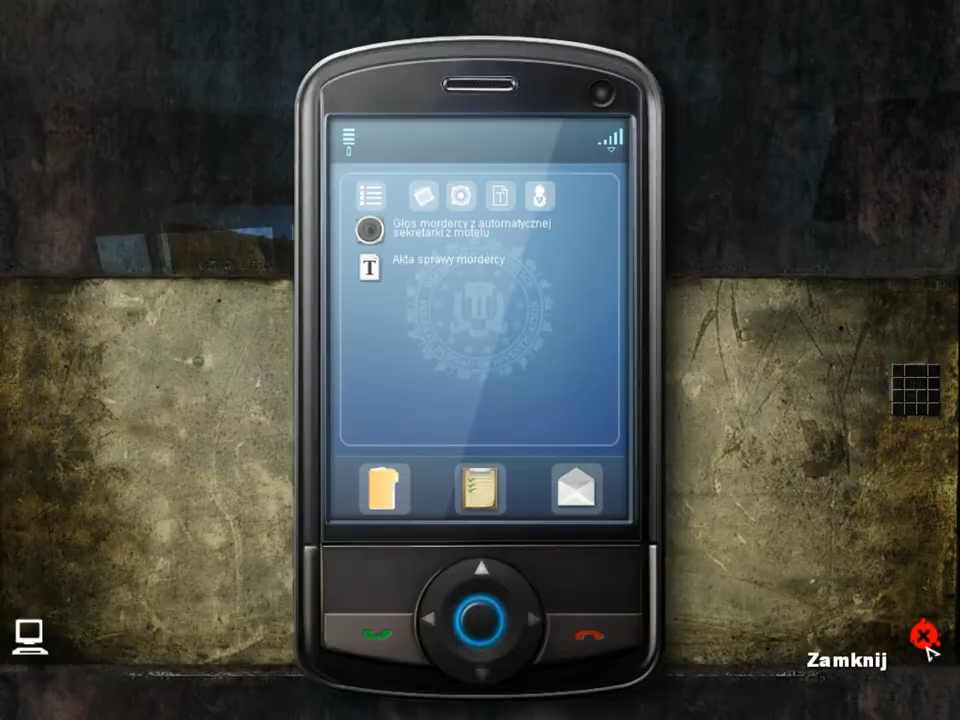 Głos mordercy z automatycznej
sekretarki z motelu
T
Akta sprawy mordercy
Zamknij